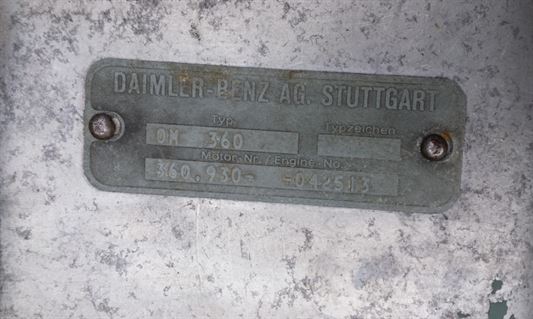 DAIMLER-BENZ AG. STUTTGART
Typ. Typzeichen
OM 360
Motor-Nr./Engine-No.
360.930- -042513